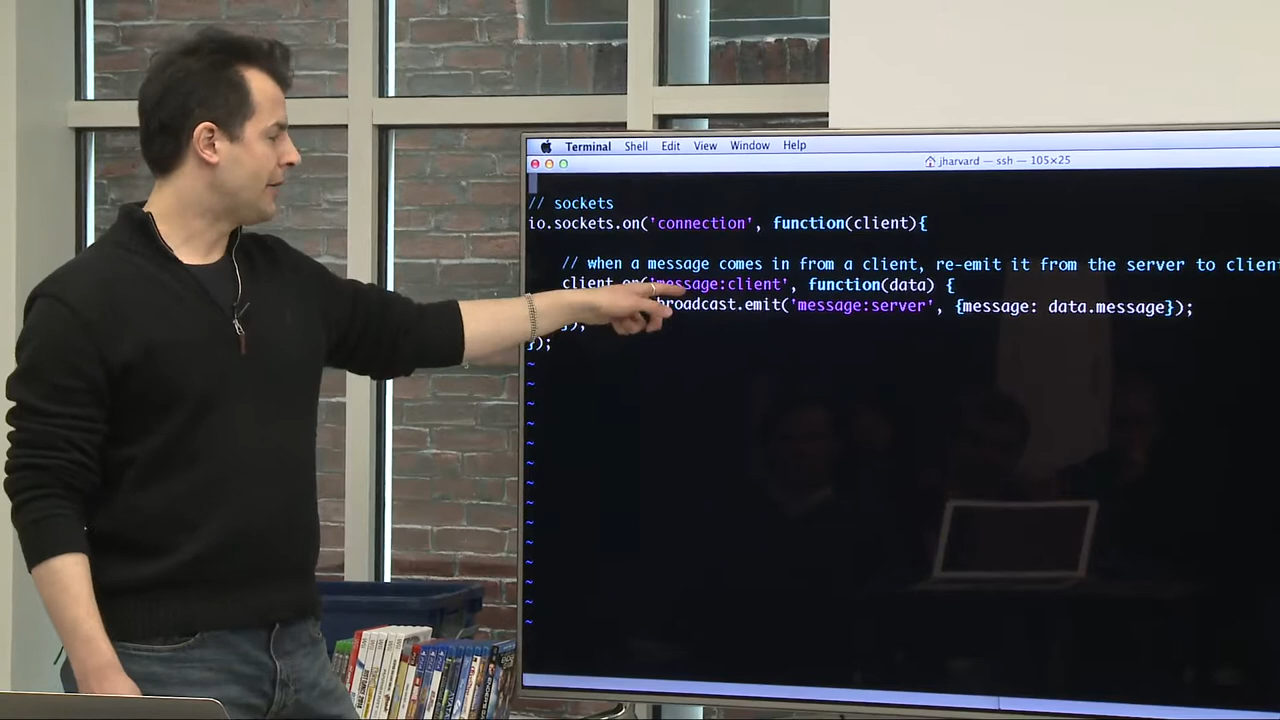 Terminal Shell Edit View Window Help
jharvard — ssh — 105×25
// sockets
io.sockets.on('connection', function(client){
// when a message comes in from a client, re-emit it from the server to client
client.on('message:client', function(data) {
broadcast.emit('message:server', {message: data.message});
});
});
~
~
~
~
~
~
~
~
~
~
~
~
~
~